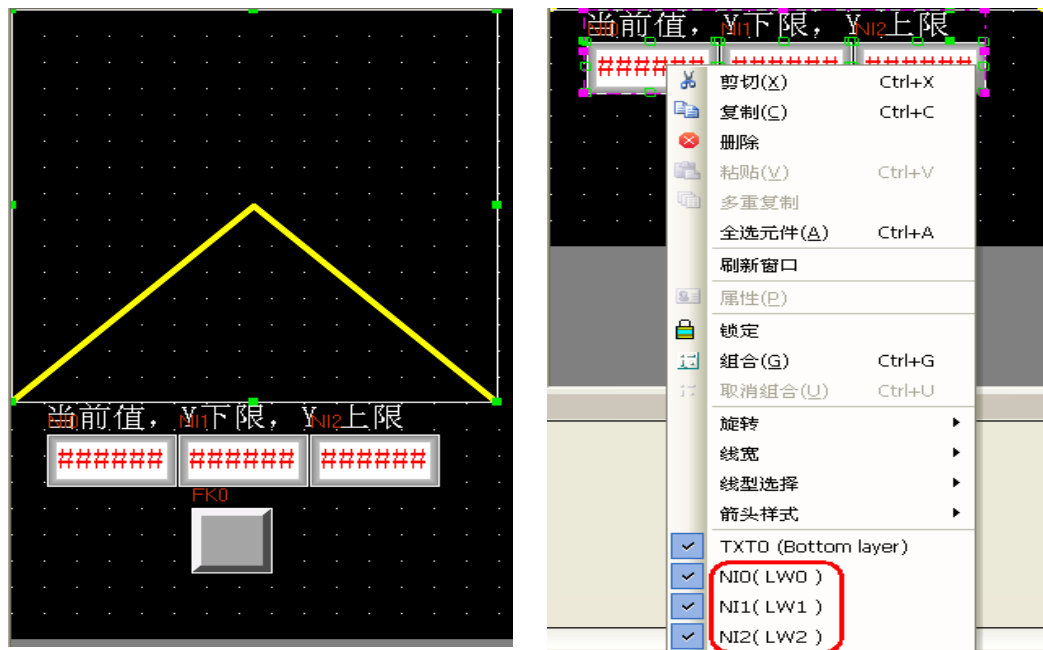 当前值，Y下限，Y上限
NI0 NI1 NI2
###### ###### ######
FK0
当前值，Y下限，Y上限
NI0 NI1 NI2
###### ###### ######
剪切(X) Ctrl+X
复制(C) Ctrl+C
删除
粘贴(V) Ctrl+V
多重复制
全选元件(A) Ctrl+A
刷新窗口
属性(P)
锁定
组合(G) Ctrl+G
取消组合(U) Ctrl+U
旋转
线宽
线型选择
箭头样式
TXT0 (Bottom layer)
NI0( LW0 )
NI1( LW1 )
NI2( LW2 )